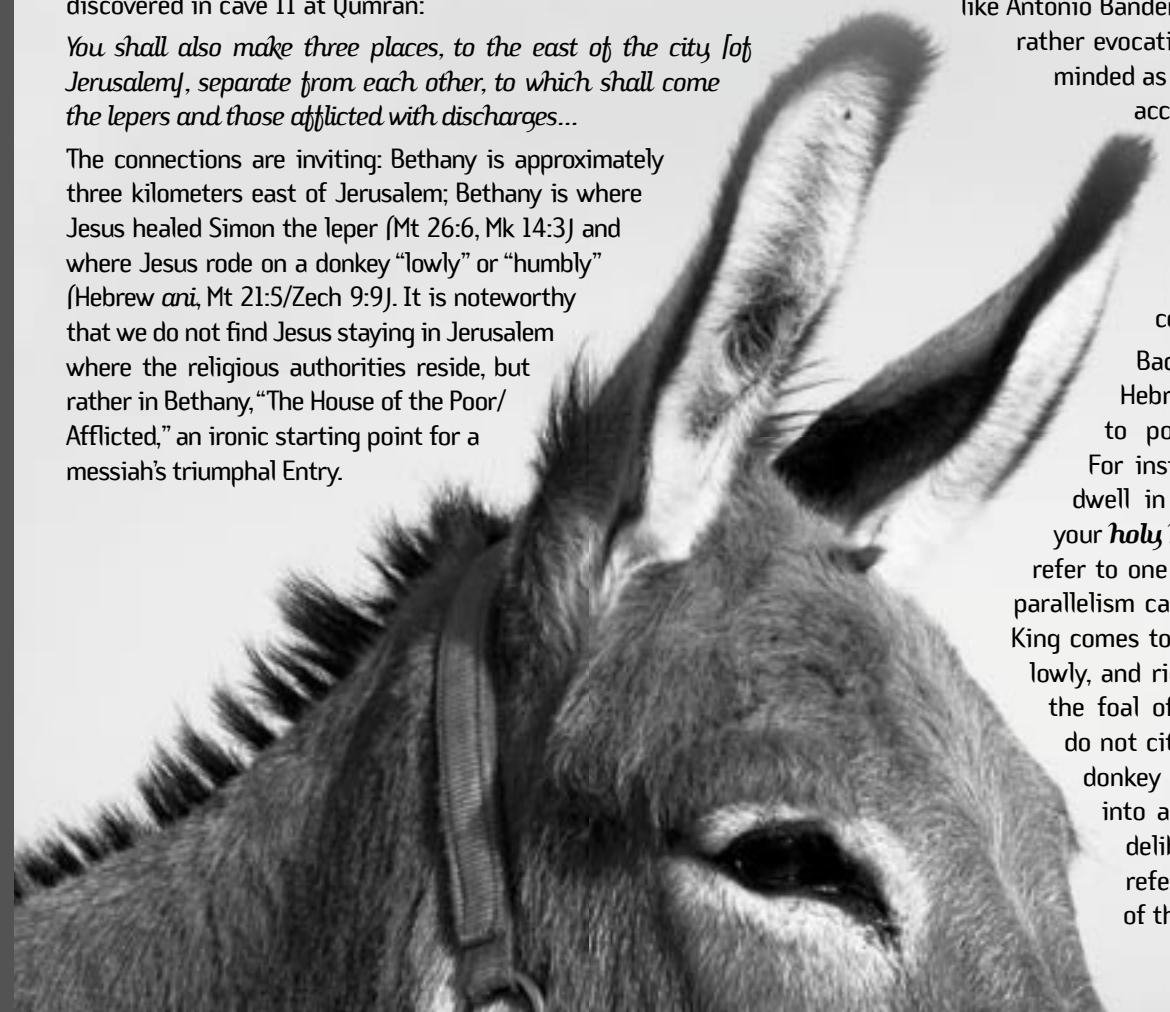 discovered in cave 11 at Qumran:
You shall also make three places, to the east of the city [of
Jerusalem], separate from each other, to which shall come
the lepers and those afflicted with discharges...
The connections are inviting: Bethany is approximately
three kilometers east of Jerusalem; Bethany is where
Jesus healed Simon the leper (Mt 26:6, Mk 14:3) and
where Jesus rode on a donkey “lowly” or “humbly”
(Hebrew ani, Mt 21:5/Zech 9:9). It is noteworthy
that we do not find Jesus staying in Jerusalem
where the religious authorities reside, but
rather in Bethany, “The House of the Poor/
Afflicted,” an ironic starting point for a
messiah’s triumphal Entry.
like Antonio Bander
rather evocati
minded as
acc
co
Bac
Hebr
to po
For inst
dwell in
your holy
refer to one
parallelism ca
King comes to
lowly, and ri
the foal of
do not cit
donkey
into a
delib
refe
of th